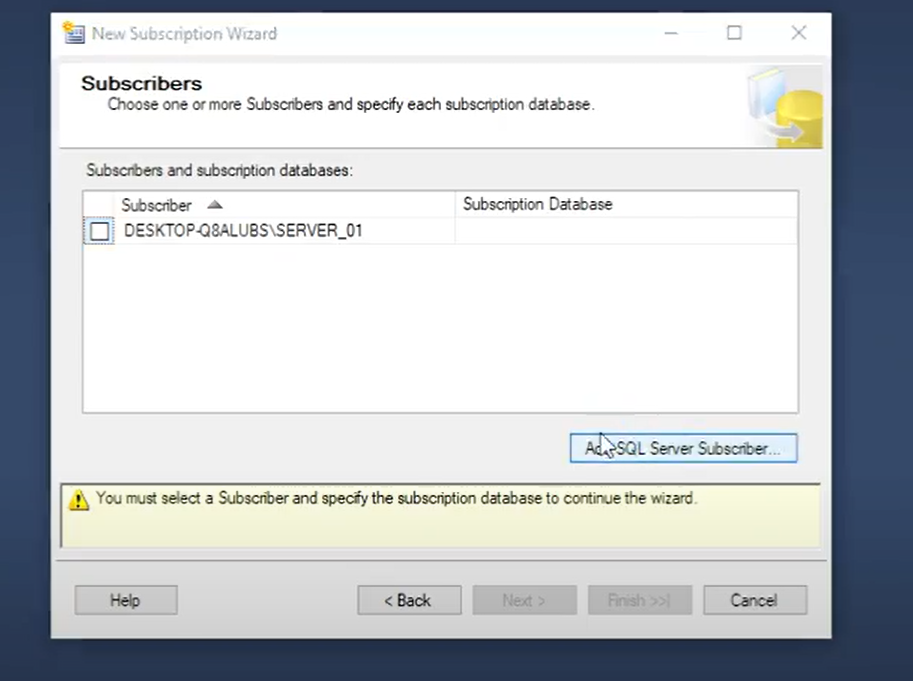 New Subscription Wizard
Subscribers
Choose one or more Subscribers and specify each subscription database.
Subscribers and subscription databases:
Subscriber Subscription Database
DESKTOP-Q8ALUBS\SERVER_01
SQL Server Subscriber...
You must select a Subscriber and specify the subscription database to continue the wizard.
Help < Back Next > Finish >>| Cancel